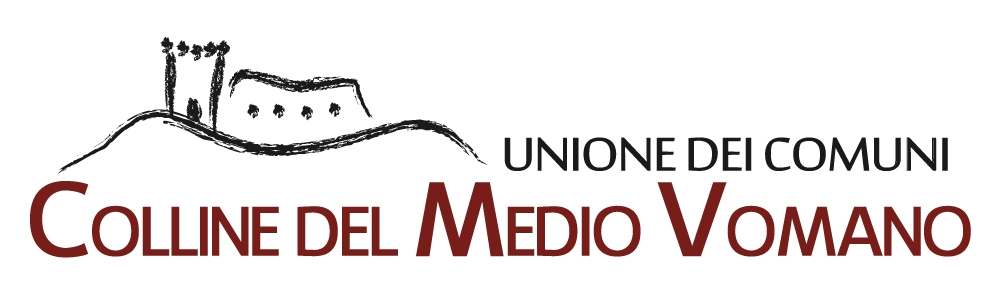 UNIONE DEI COMUNI
COLLINE DEL MEDIO VOMANO